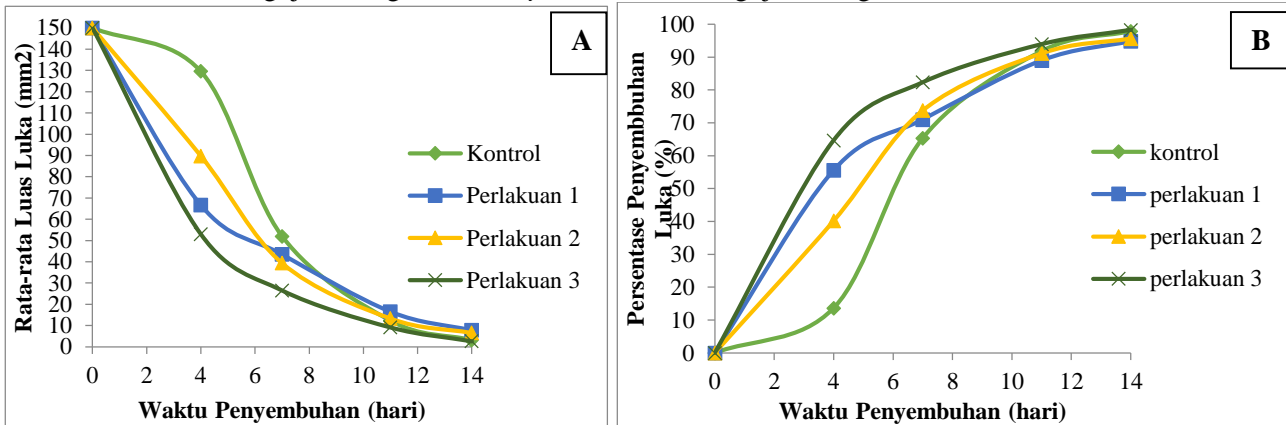 A
Rata-rata Luas Luka (mm2)
150
140
130
120
110
100
90
80
70
60
50
40
30
20
10
0
0 2 4 6 8 10 12 14
Waktu Penyembuhan (hari)
Kontrol
Perlakuan 1
Perlakuan 2
Perlakuan 3
B
Persentase Penyembbuhan
Luka (%)
100
90
80
70
60
50
40
30
20
10
0
0 2 4 6 8 10 12 14
Waktu Penyembuhan (hari)
kontrol
perlakuan 1
perlakuan 2
perlakuan 3